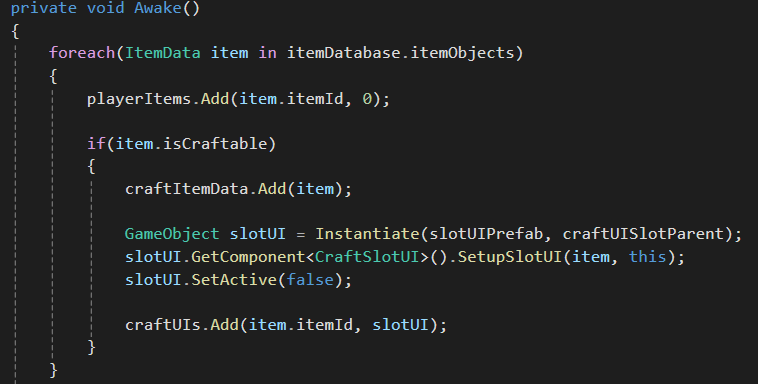 private void Awake()
{
foreach(ItemData item in itemDatabase.itemObjects)
{
playerItems.Add(item.itemId, 0);
if(item.isCraftable)
{
craftItemData.Add(item);
GameObject slotUI = Instantiate(slotUIPrefab, craftUISlotParent);
slotUI.GetComponent<CraftSlotUI>().SetupSlotUI(item, this);
slotUI.SetActive(false);
craftUIs.Add(item.itemId, slotUI);
}
}